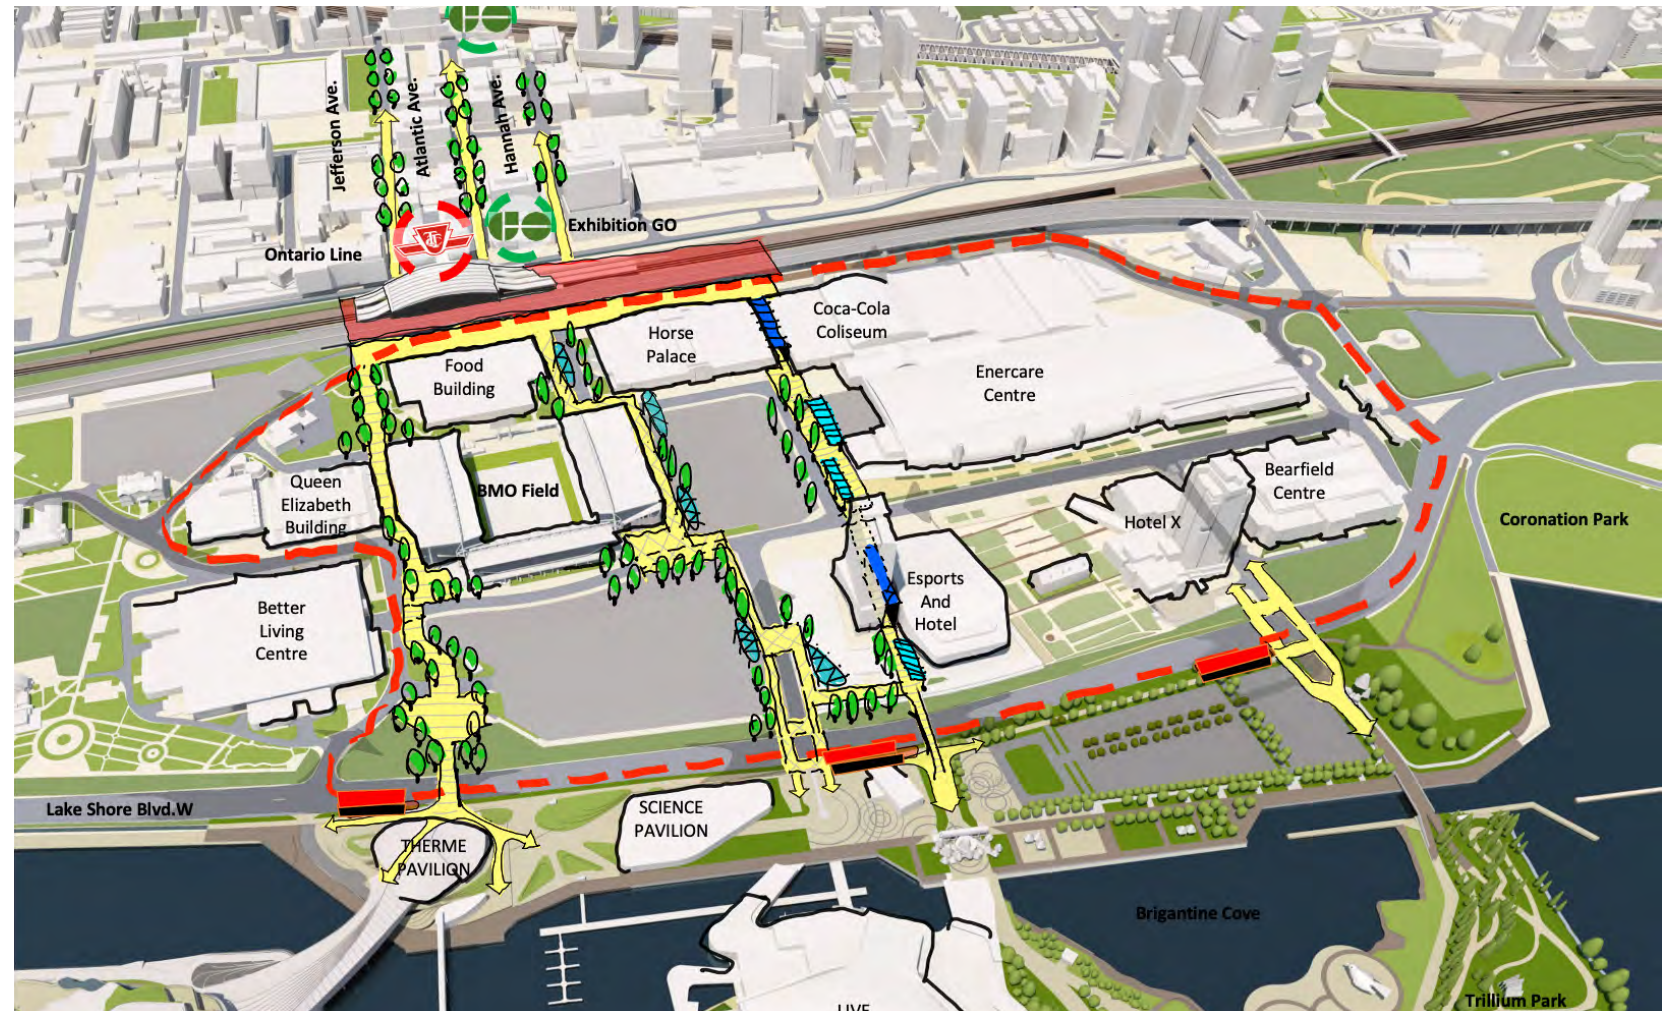 Jefferson Ave.
Atlantic Ave.
Hannah Ave.
Ontario Line
Exhibition GO
Coca-Cola
Coliseum
Horse
Palace
Food
Building
Enercare
Centre
Queen
Elizabeth
Building
BMO Field
Hotel X
Bearfield
Centre
Coronation Park
Better
Living
Centre
Esports
And
Hotel
Lake Shore Blvd.W
SCIENCE
PAVILION
THERME
PAVILION
Brigantine Cove
Trillium Park
LIVE